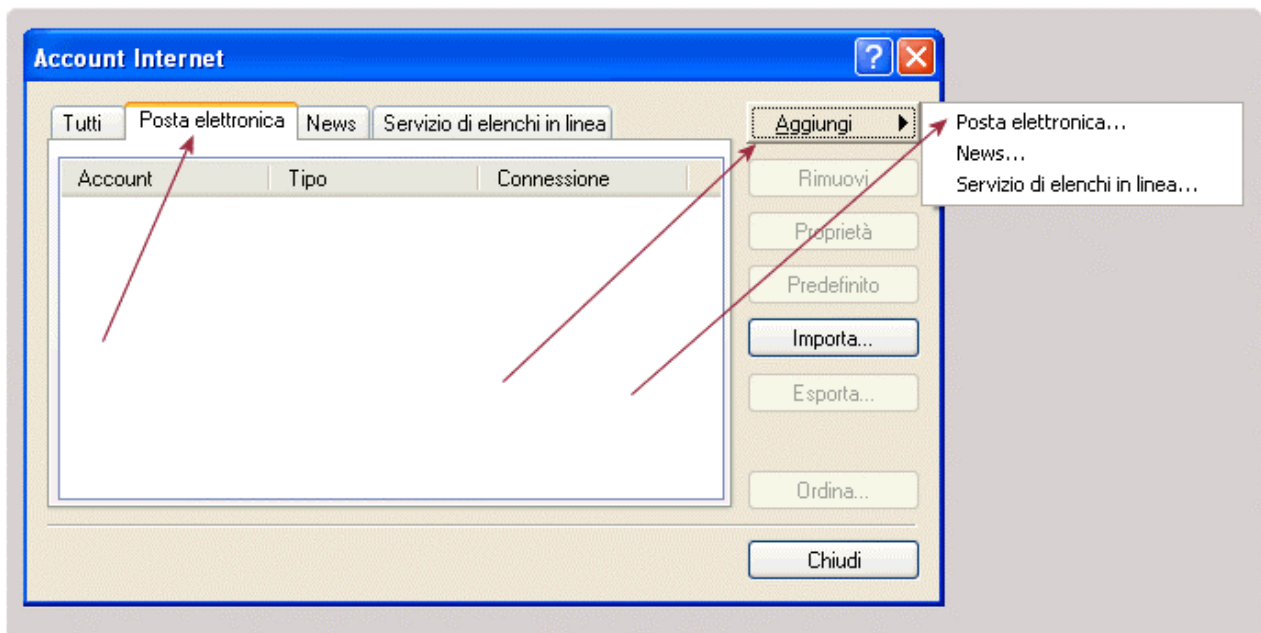 Account Internet
?
Tutti Posta elettronica News Servizio di elenchi in linea
Aggiungi
Posta elettronica...
News...
Servizio di elenchi in linea...
Account Tipo Connessione
Rimuovi
Proprietà
Predefinito
Importa...
Esporta...
Ordina...
Chiudi